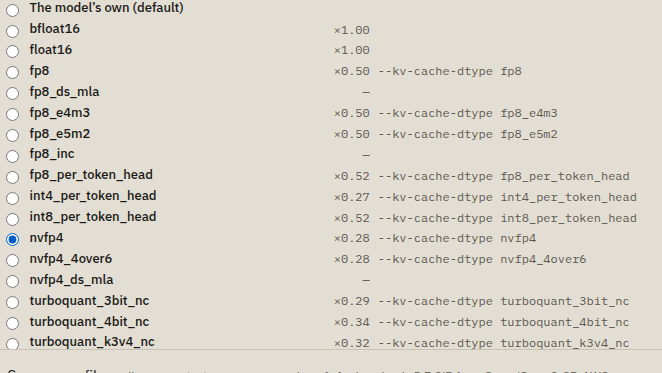 The model's own (default)
bfloat16 ×1.00
float16 ×1.00
fp8 ×0.50 --kv-cache-dtype fp8
fp8_ds_mla —
fp8_e4m3 ×0.50 --kv-cache-dtype fp8_e4m3
fp8_e5m2 ×0.50 --kv-cache-dtype fp8_e5m2
fp8_inc —
fp8_per_token_head ×0.52 --kv-cache-dtype fp8_per_token_head
int4_per_token_head ×0.27 --kv-cache-dtype int4_per_token_head
int8_per_token_head ×0.52 --kv-cache-dtype int8_per_token_head
nvfp4 ×0.28 --kv-cache-dtype nvfp4
nvfp4_4over6 ×0.28 --kv-cache-dtype nvfp4_4over6
nvfp4_ds_mla —
turboquant_3bit_nc ×0.29 --kv-cache-dtype turboquant_3bit_nc
turboquant_4bit_nc ×0.34 --kv-cache-dtype turboquant_4bit_nc
turboquant_k3v4_nc ×0.32 --kv-cache-dtype turboquant_k3v4_nc